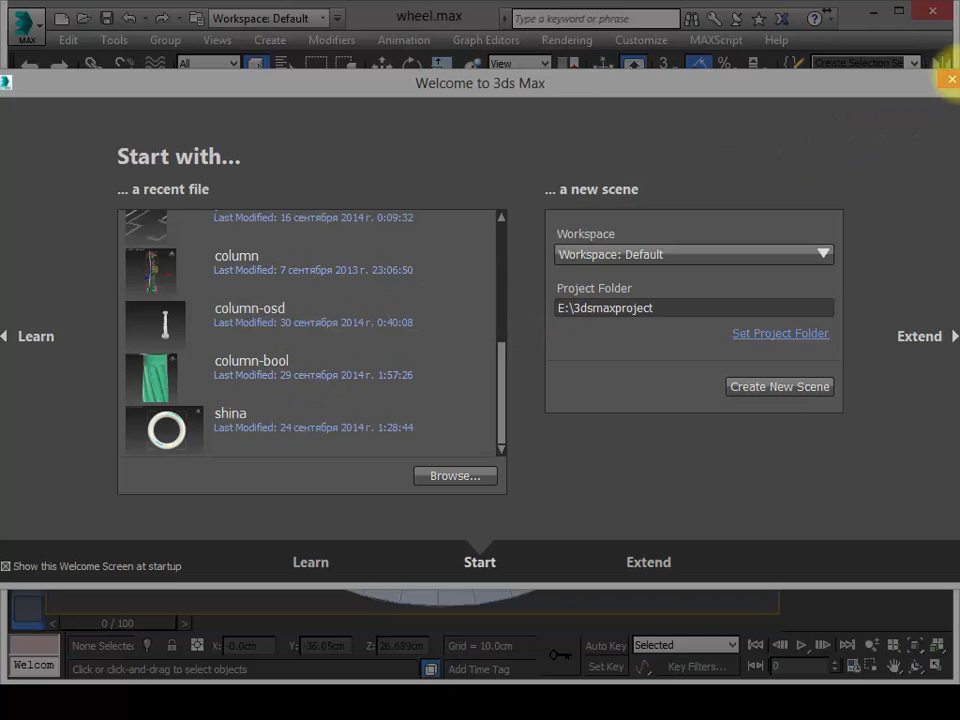 Workspace: Default
wheel.max
Type a keyword or phrase
MAX
Edit Tools Group Views Create Modifiers Animation Graph Editors Rendering Customize MAXScript Help
All
View
3
%
Create Selection Se
Welcome to 3ds Max
Start with...
... a recent file
... a new scene
Last Modified: 16 сентября 2014 г. 0:09:32
column
Last Modified: 7 сентября 2013 г. 23:06:50
column-osd
Last Modified: 30 сентября 2014 г. 0:40:08
column-bool
Last Modified: 29 сентября 2014 г. 1:57:26
shina
Last Modified: 24 сентября 2014 г. 1:28:44
Browse...
Workspace
Workspace: Default
Project Folder
E:\3dsmaxproject
Set Project Folder
Create New Scene
Learn
Extend
Show this Welcome Screen at startup
Learn Start Extend
0 / 100
None Selecte X: -0.0cm Y: -36.05cm Z: 26.689cm Grid = 10.0cm Auto Key Selected
Welcom Click or click-and-drag to select objects Add Time Tag Set Key Key Filters... 0